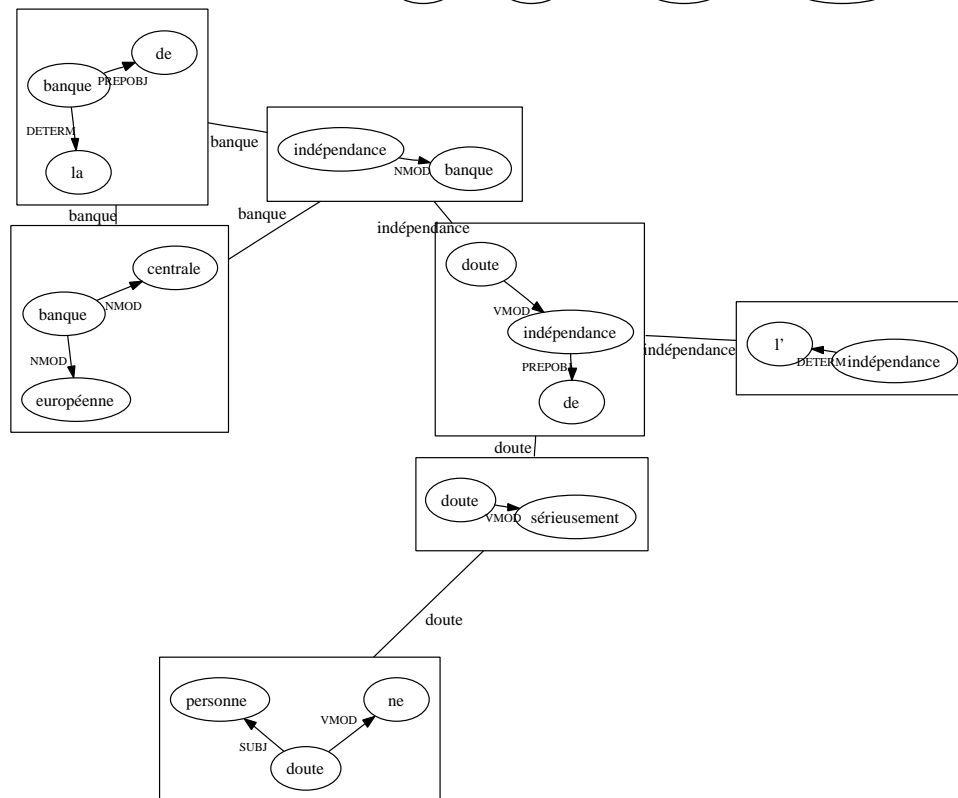 de
banque
PREPOBJ
DETERM
la
banque
indépendance
NMOD
banque
banque
banque
indépendance
centrale
banque
NMOD
NMOD
européenne
doute
VMOD
indépendance
PREPOBJ
de
indépendance
l’
DETERM
indépendance
doute
doute
VMOD
sérieusement
doute
personne
ne
VMOD
SUBJ
doute